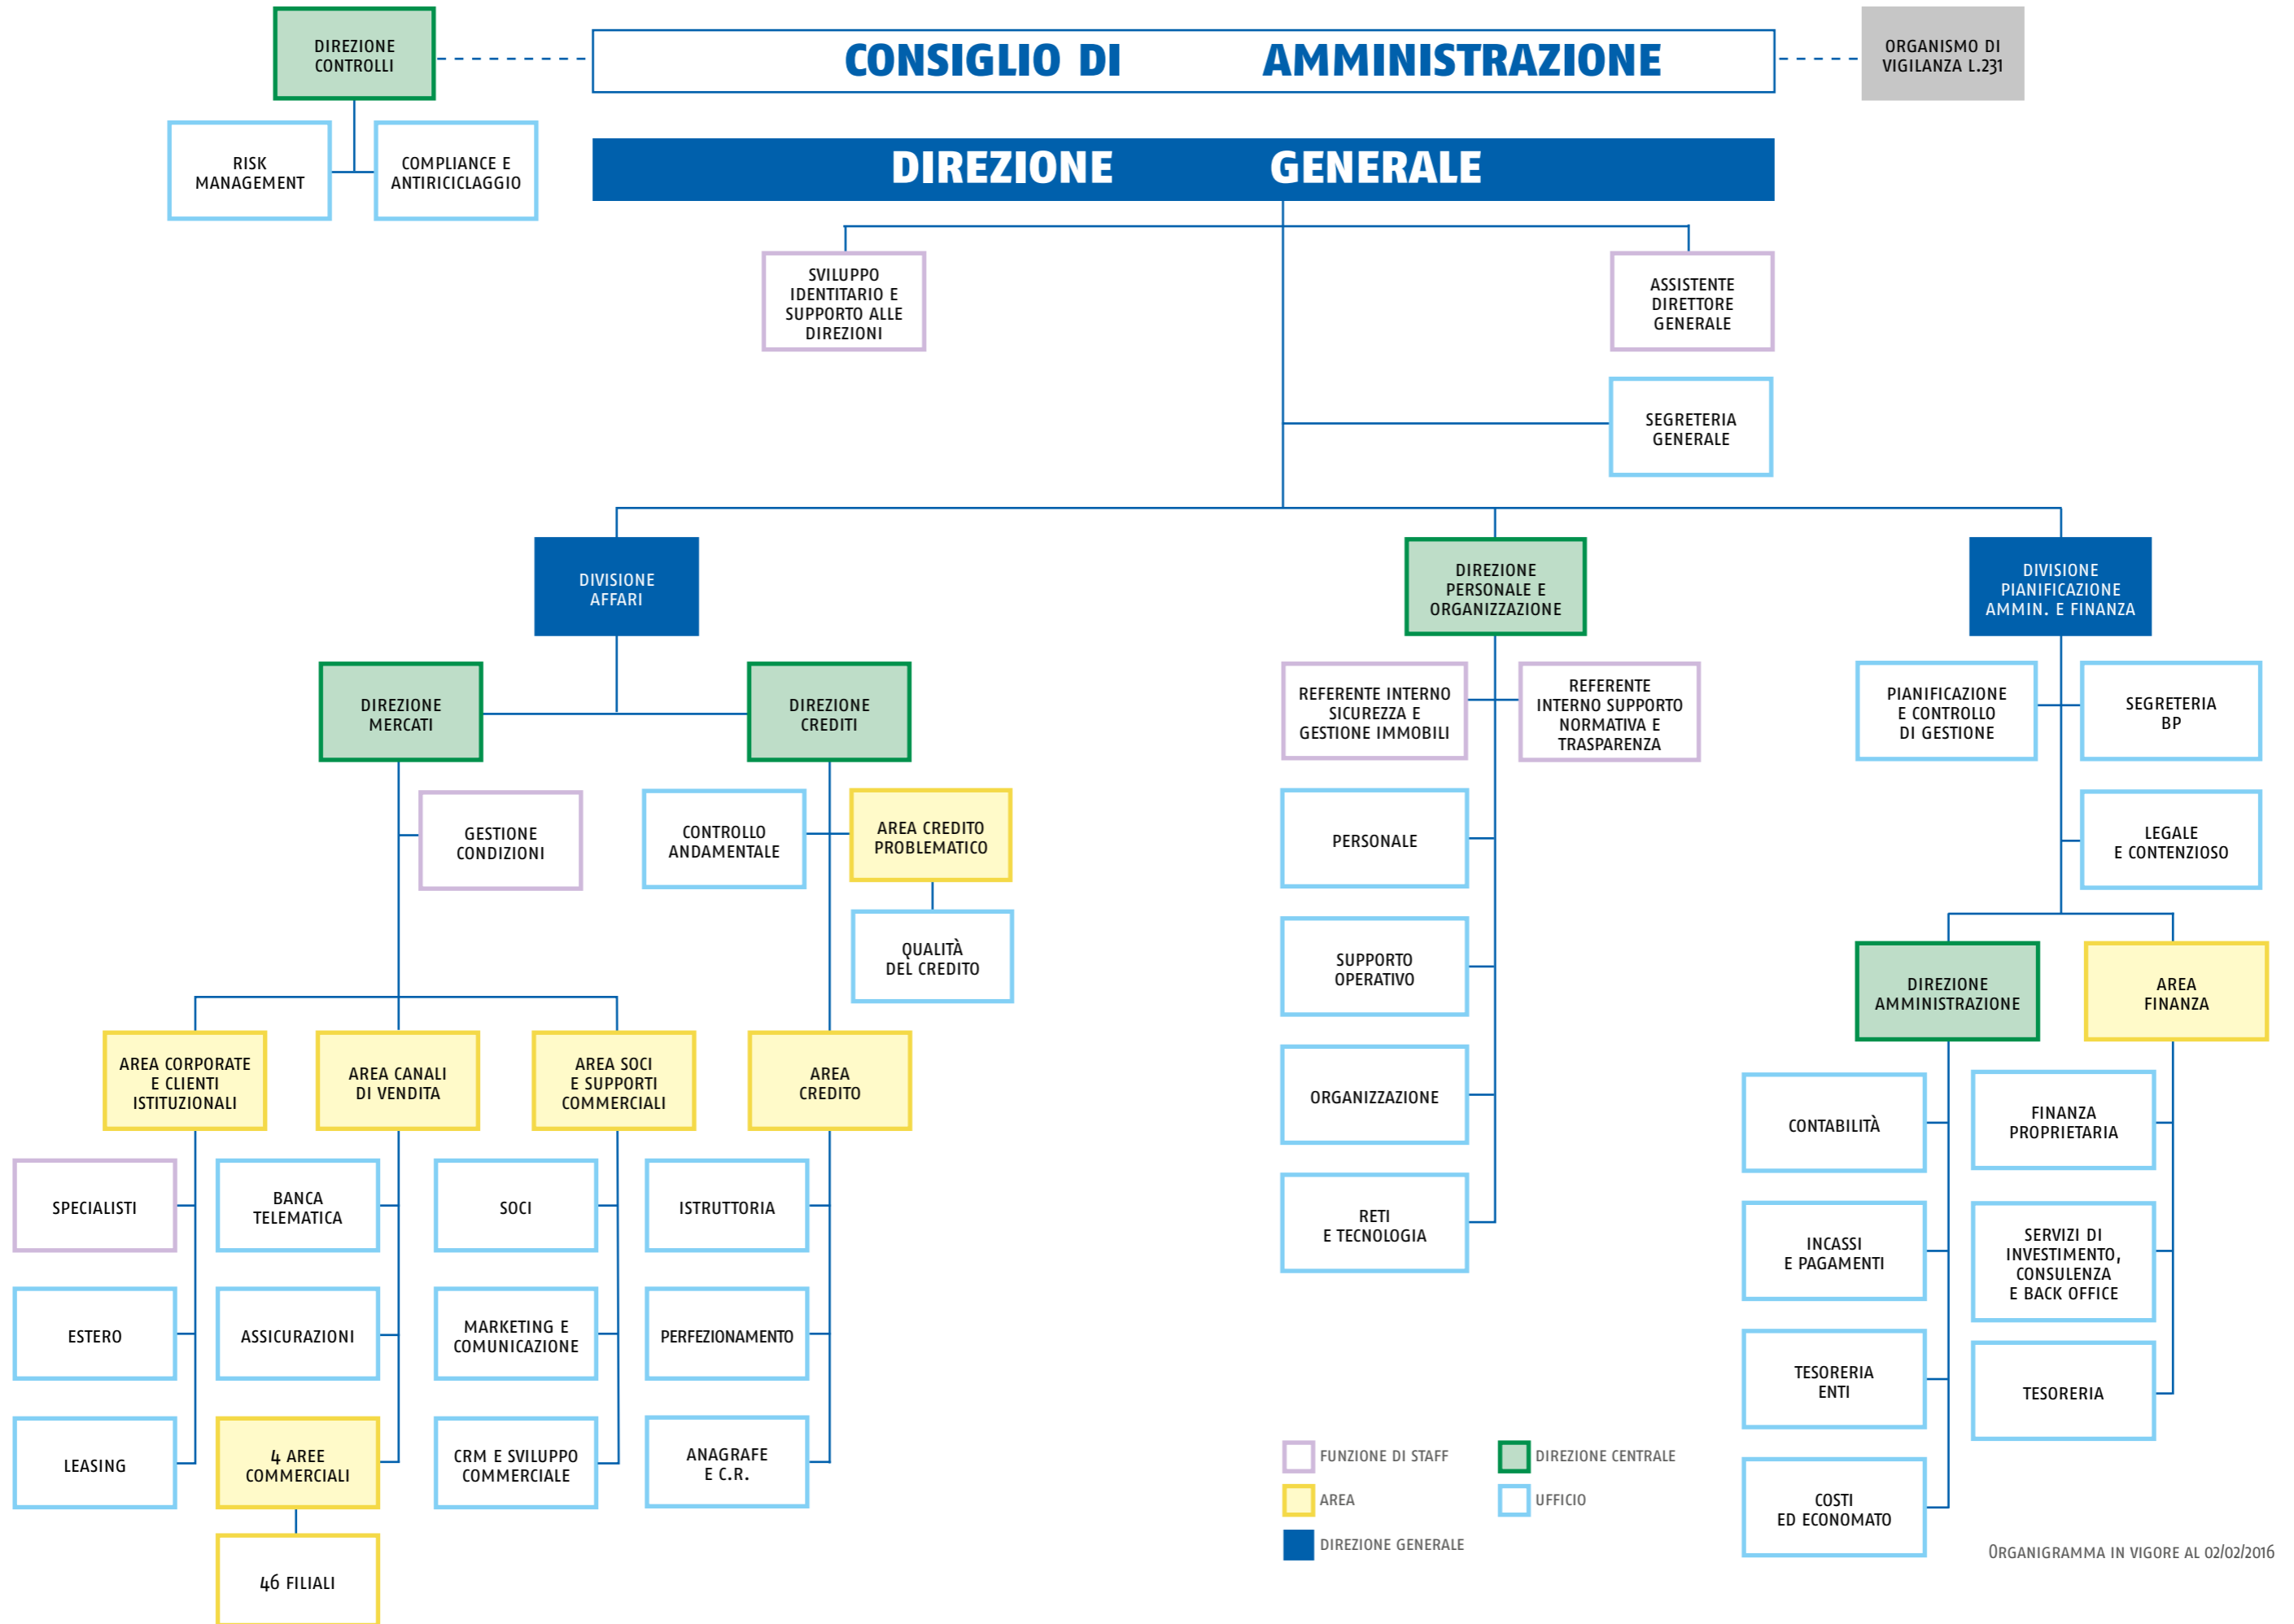 DIREZIONE
CONTROLLI
CONSIGLIO DI AMMINISTRAZIONE
ORGANISMO DI
VIGILANZA L.231
RISK
MANAGEMENT
COMPLIANCE E
ANTIRICICLAGGIO
DIREZIONE GENERALE
SVILUPPO
IDENTITARIO E
SUPPORTO ALLE
DIREZIONI
ASSISTENTE
DIRETTORE
GENERALE
SEGRETERIA
GENERALE
DIVISIONE
AFFARI
DIREZIONE
PERSONALE E
ORGANIZZAZIONE
DIVISIONE
PIANIFICAZIONE
AMMIN. E FINANZA
DIREZIONE
MERCATI
DIREZIONE
CREDITI
REFERENTE INTERNO
SICUREZZA E
GESTIONE IMMOBILI
REFERENTE
INTERNO SUPPORTO
NORMATIVA E
TRASPARENZA
PIANIFICAZIONE
E CONTROLLO
DI GESTIONE
SEGRETERIA
BP
GESTIONE
CONDIZIONI
CONTROLLO
ANDAMENTALE
AREA CREDITO
PROBLEMATICO
PERSONALE
LEGALE
E CONTENZIOSO
QUALITÀ
DEL CREDITO
SUPPORTO
OPERATIVO
DIREZIONE
AMMINISTRAZIONE
AREA
FINANZA
AREA CORPORATE
E CLIENTI
ISTITUZIONALI
AREA CANALI
DI VENDITA
AREA SOCI
E SUPPORTI
COMMERCIALI
AREA
CREDITO
ORGANIZZAZIONE
CONTABILITÀ
FINANZA
PROPRIETARIA
SPECIALISTI
BANCA
TELEMATICA
SOCI
ISTRUTTORIA
RETI
E TECNOLOGIA
INCASSI
E PAGAMENTI
SERVIZI DI
INVESTIMENTO,
CONSULENZA
E BACK OFFICE
ESTERO
ASSICURAZIONI
MARKETING E
COMUNICAZIONE
PERFEZIONAMENTO
TESORERIA
ENTI
TESORERIA
LEASING
4 AREE
COMMERCIALI
CRM E SVILUPPO
COMMERCIALE
ANAGRAFE
E C.R.
FUNZIONE DI STAFF
DIREZIONE CENTRALE
AREA
UFFICIO
DIREZIONE GENERALE
COSTI
ED ECONOMATO
46 FILIALI
ORGANIGRAMMA IN VIGORE AL 02/02/2016